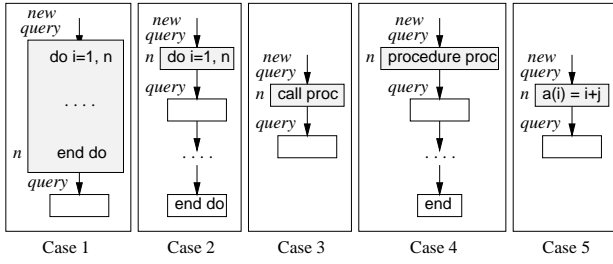 new
query
do i=1, n
. . . .
n
end do
query
Case 1
new
query
n
do i=1, n
query
. . . .
end do
Case 2
new
query
n
call proc
query
Case 3
new
query
n
procedure proc
query
. . . .
end
Case 4
new
query
n
a(i) = i+j
query
Case 5